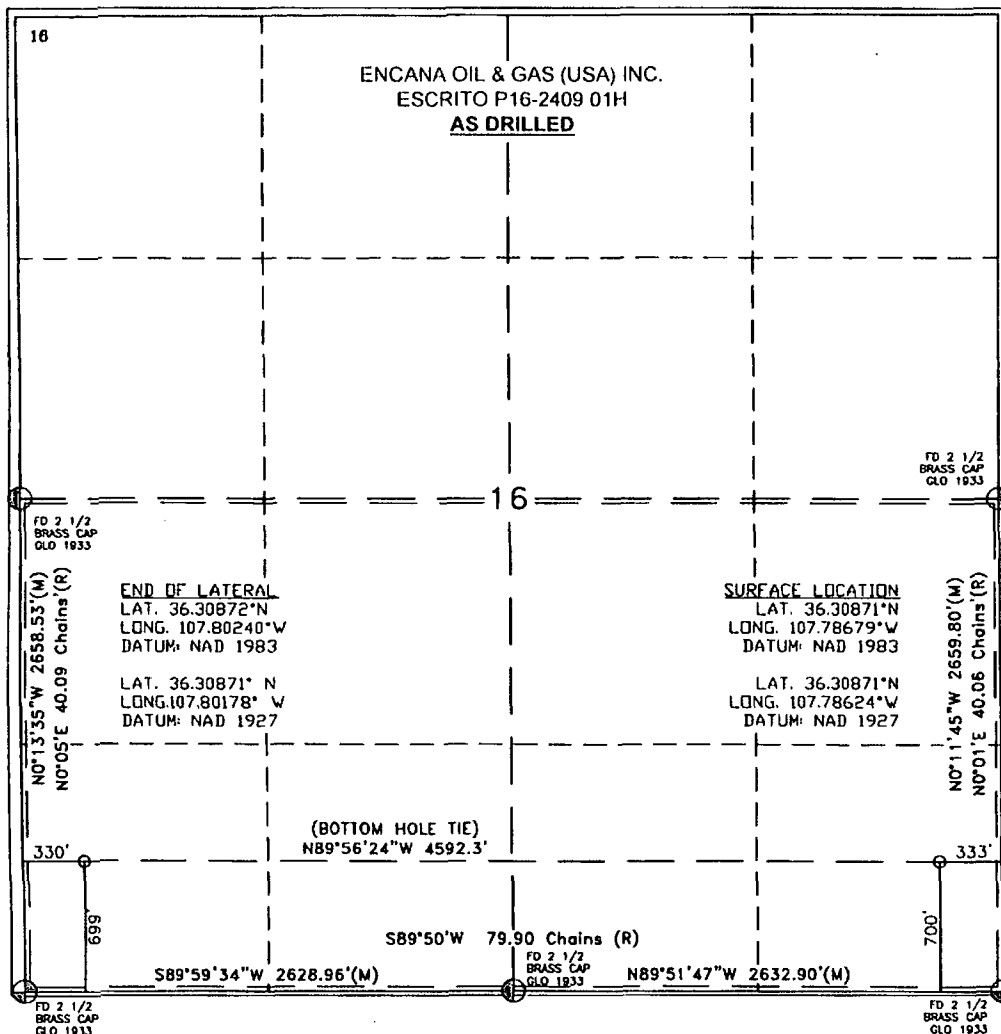 16
ENCANA OIL & GAS (USA) INC.
ESCRITO P16-2409 01H
AS DRILLED
FD 2 1/2
BRASS CAP
GLO 1933
16
FD 2 1/2
BRASS CAP
GLO 1933
N0°13'35"W 2658.53'(M)
N0°05'E 40.09 Chains'(R)
END OF LATERAL
LAT. 36.30872°N
LONG. 107.80240°W
DATUM: NAD 1983
LAT. 36.30871° N
LONG.107.80178° W
DATUM: NAD 1927
SURFACE LOCATION
LAT. 36.30871°N
LONG. 107.78679°W
DATUM: NAD 1983
LAT. 36.30871°N
LONG. 107.78624°W
DATUM: NAD 1927
N0°11'45"W 2659.80'(M)
N0°01'E 40.06 Chains'(R)
(BOTTOM HOLE TIE)
N89°56'24"W 4592.3'
330'
333'
699'
700'
S89°50'W 79.90 Chains (R)
FD 2 1/2
BRASS CAP
GLO 1933
S89°59'34"W 2628.96'(M)
N89°51'47"W 2632.90'(M)
FD 2 1/2
BRASS CAP
GLO 1933
FD 2 1/2
BRASS CAP
GLO 1933